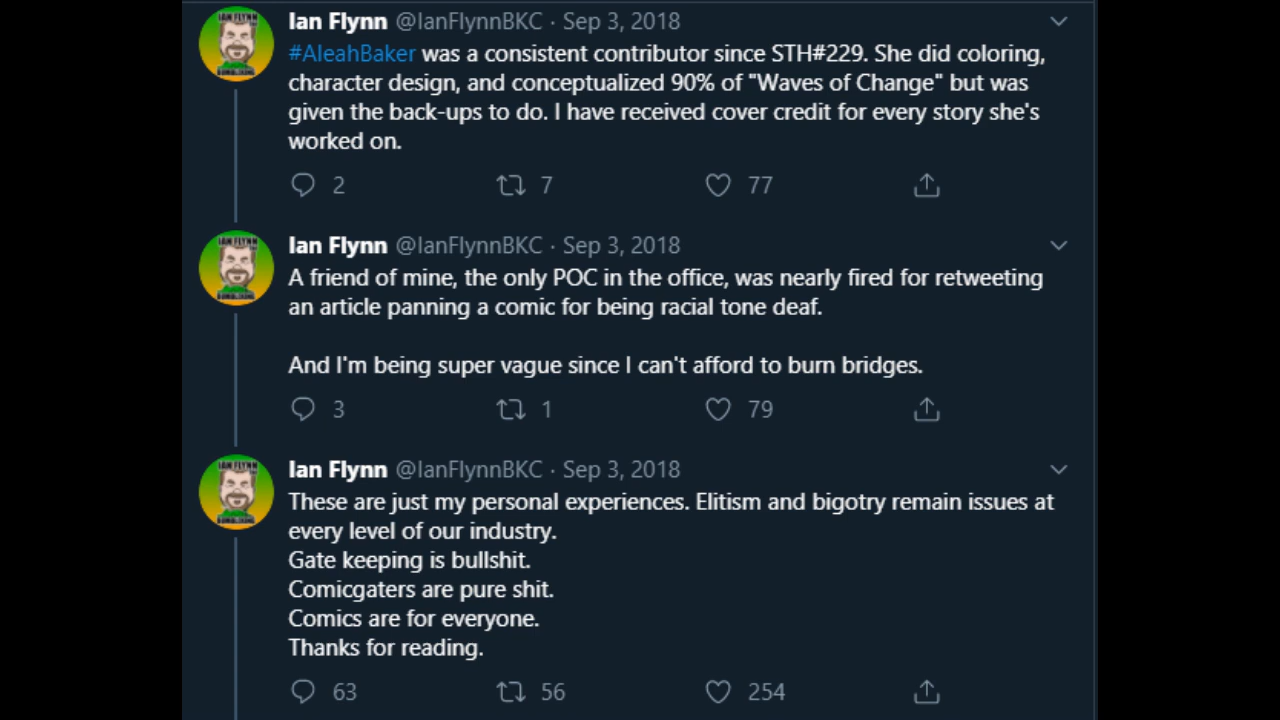 Ian Flynn @IanFlynnBKC · Sep 3, 2018
#AleahBaker was a consistent contributor since STH#229. She did coloring,
character design, and conceptualized 90% of "Waves of Change" but was
given the back-ups to do. I have received cover credit for every story she's
worked on.
2 7 77
Ian Flynn @IanFlynnBKC · Sep 3, 2018
A friend of mine, the only POC in the office, was nearly fired for retweeting
an article panning a comic for being racial tone deaf.
And I'm being super vague since I can't afford to burn bridges.
3 1 79
Ian Flynn @IanFlynnBKC · Sep 3, 2018
These are just my personal experiences. Elitism and bigotry remain issues at
every level of our industry.
Gate keeping is bullshit.
Comicgaters are pure shit.
Comics are for everyone.
Thanks for reading.
63 56 254